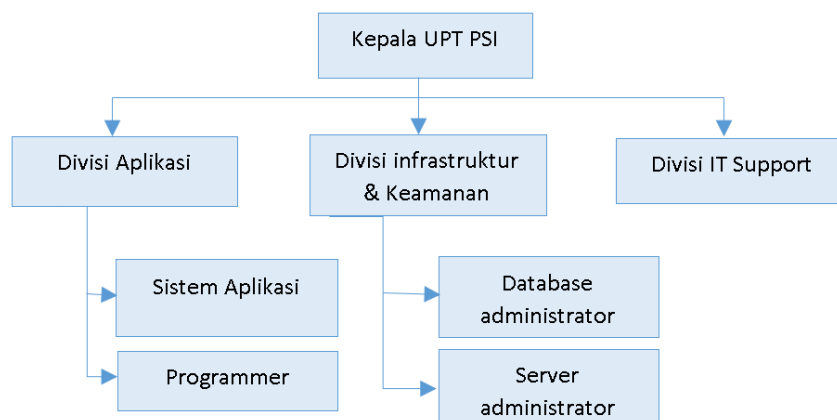 Kepala UPT PSI
Divisi Aplikasi
Divisi infrastruktur
& Keamanan
Divisi IT Support
Sistem Aplikasi
Programmer
Database
administrator
Server
administrator